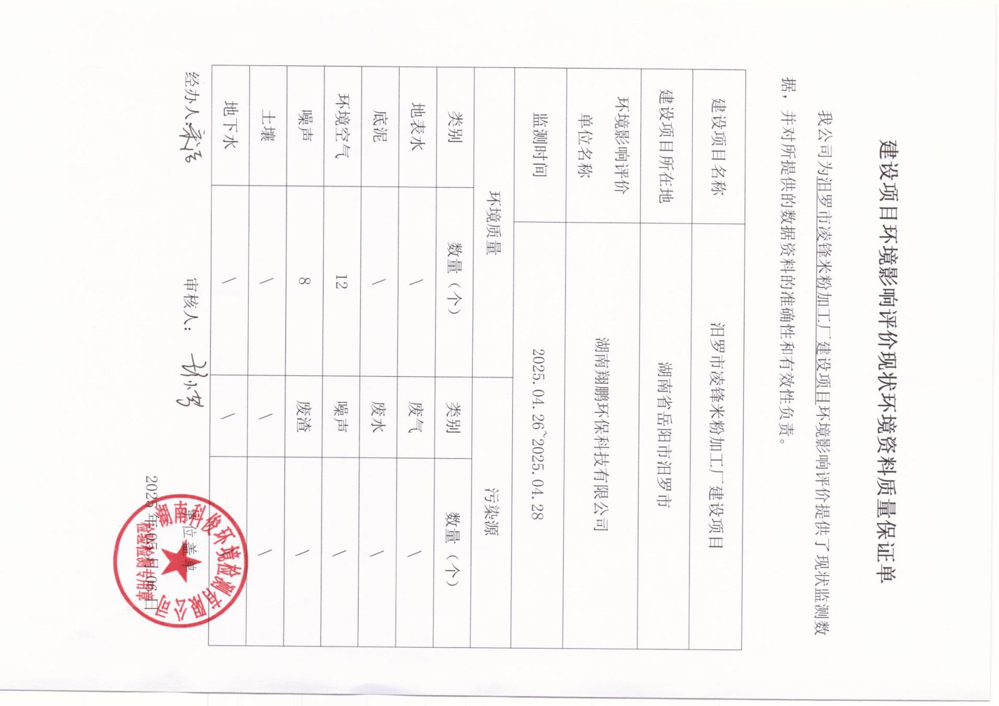 建设项目环境影响评价现状环境资料质量保证单
我公司为汨罗市凌锋米粉加工厂建设项目环境影响评价提供了现状监测数
据，并对所提供的数据资料的准确性和有效性负责。
建设项目名称 汨罗市凌锋米粉加工厂建设项目
建设项目所在地 湖南省岳阳市汨罗市
环境影响评价
单位名称 湖南翔鹏环保科技有限公司
监测时间 2025.04.26~2025.04.28
环境质量 污染源
类别 数量（个） 类别 数量（个）
地表水 \ 废气 \
底泥 \ 废水 \
环境空气 12 噪声 \
噪声 8 废渣 \
土壤 \ \ \
地下水 \ \
经办人: 审核人:
单位盖单
2025年05月06日
湖南科俊环境检测有限公司
检验检测专用章